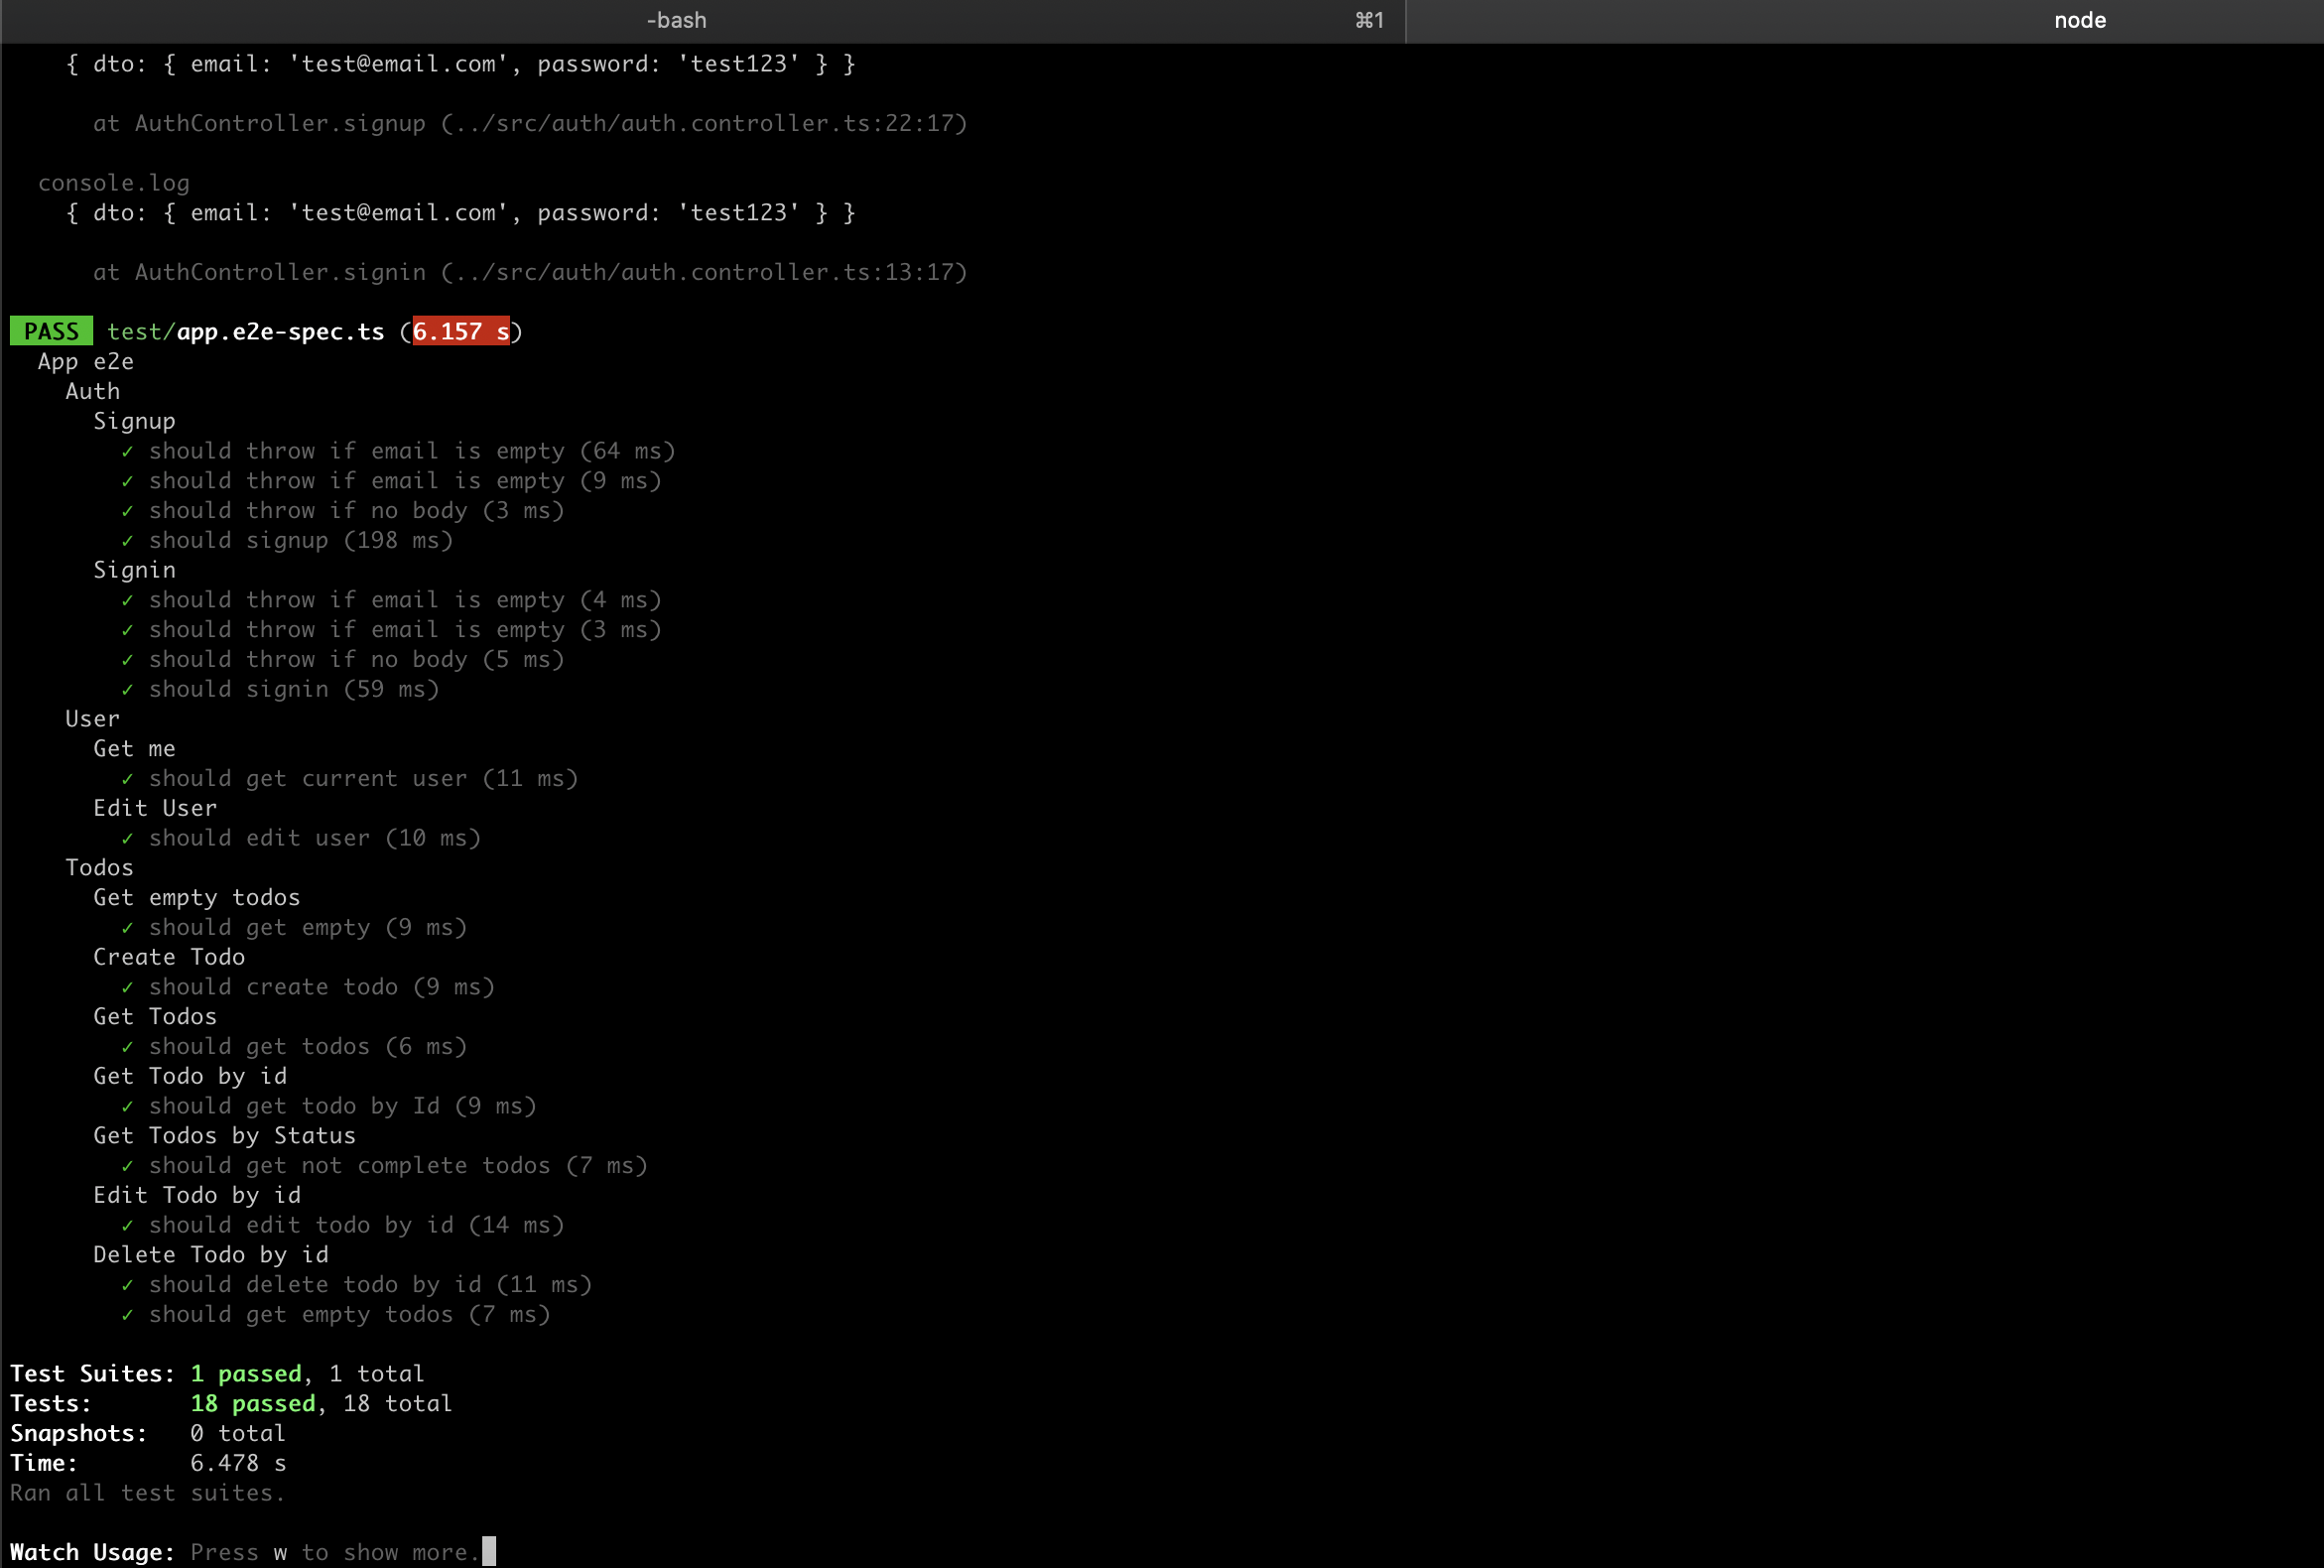 -bash ⌘1 node
{ dto: { email: 'test@email.com', password: 'test123' } }
at AuthController.signup (../src/auth/auth.controller.ts:22:17)
console.log
{ dto: { email: 'test@email.com', password: 'test123' } }
at AuthController.signin (../src/auth/auth.controller.ts:13:17)
PASS test/app.e2e-spec.ts (6.157 s)
App e2e
Auth
Signup
✓ should throw if email is empty (64 ms)
✓ should throw if email is empty (9 ms)
✓ should throw if no body (3 ms)
✓ should signup (198 ms)
Signin
✓ should throw if email is empty (4 ms)
✓ should throw if email is empty (3 ms)
✓ should throw if no body (5 ms)
✓ should signin (59 ms)
User
Get me
✓ should get current user (11 ms)
Edit User
✓ should edit user (10 ms)
Todos
Get empty todos
✓ should get empty (9 ms)
Create Todo
✓ should create todo (9 ms)
Get Todos
✓ should get todos (6 ms)
Get Todo by id
✓ should get todo by Id (9 ms)
Get Todos by Status
✓ should get not complete todos (7 ms)
Edit Todo by id
✓ should edit todo by id (14 ms)
Delete Todo by id
✓ should delete todo by id (11 ms)
✓ should get empty todos (7 ms)
Test Suites: 1 passed, 1 total
Tests: 18 passed, 18 total
Snapshots: 0 total
Time: 6.478 s
Ran all test suites.
Watch Usage: Press w to show more.